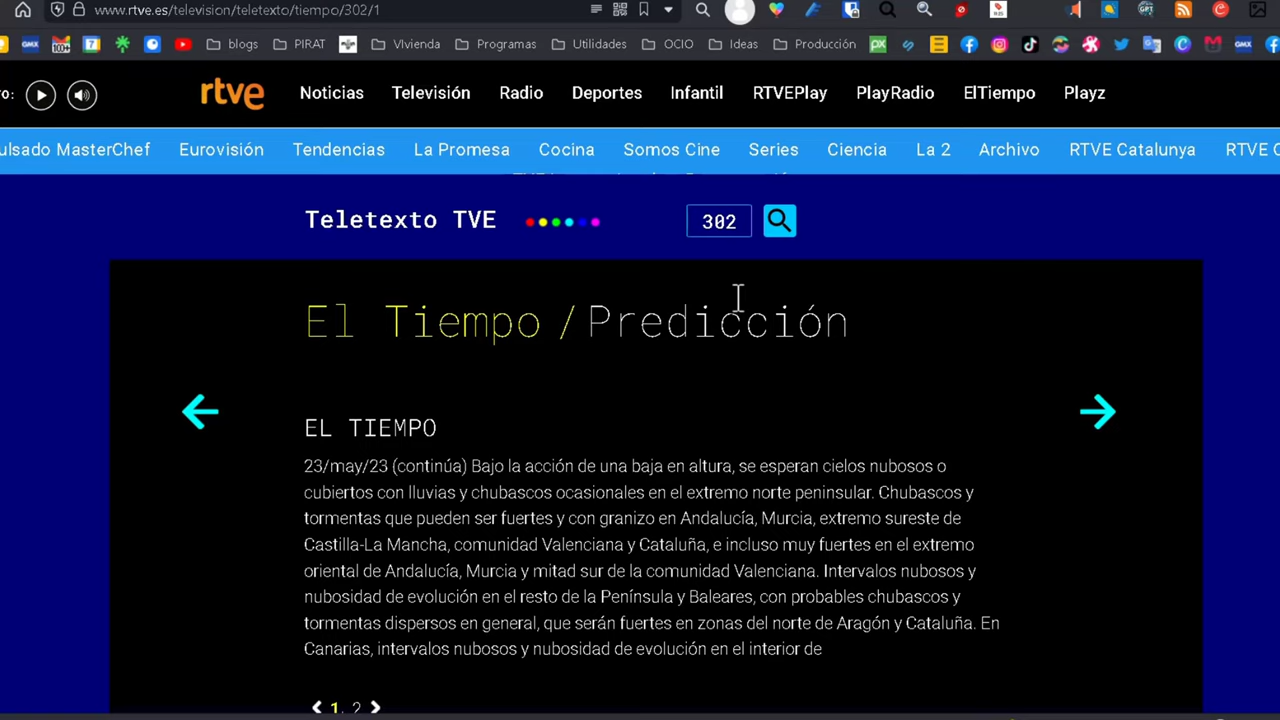 www.rtve.es/television/teletexto/tiempo/302/1
GMX 100+ 7 blogs PIRAT VIvienda Programas Utilidades OCIO Ideas Producción GMX
o: rtve Noticias Televisión Radio Deportes Infantil RTVEPlay PlayRadio ElTiempo Playz
ulsado MasterChef Eurovisión Tendencias La Promesa Cocina Somos Cine Series Ciencia La 2 Archivo RTVE Catalunya RTVE
Teletexto TVE 302
El Tiempo / Predicción
EL TIEMPO
23/may/23 (continúa) Bajo la acción de una baja en altura, se esperan cielos nubosos o
cubiertos con lluvias y chubascos ocasionales en el extremo norte peninsular. Chubascos y
tormentas que pueden ser fuertes y con granizo en Andalucía, Murcia, extremo sureste de
Castilla-La Mancha, comunidad Valenciana y Cataluña, e incluso muy fuertes en el extremo
oriental de Andalucía, Murcia y mitad sur de la comunidad Valenciana. Intervalos nubosos y
nubosidad de evolución en el resto de la Península y Baleares, con probables chubascos y
tormentas dispersos en general, que serán fuertes en zonas del norte de Aragón y Cataluña. En
Canarias, intervalos nubosos y nubosidad de evolución en el interior de
1 2